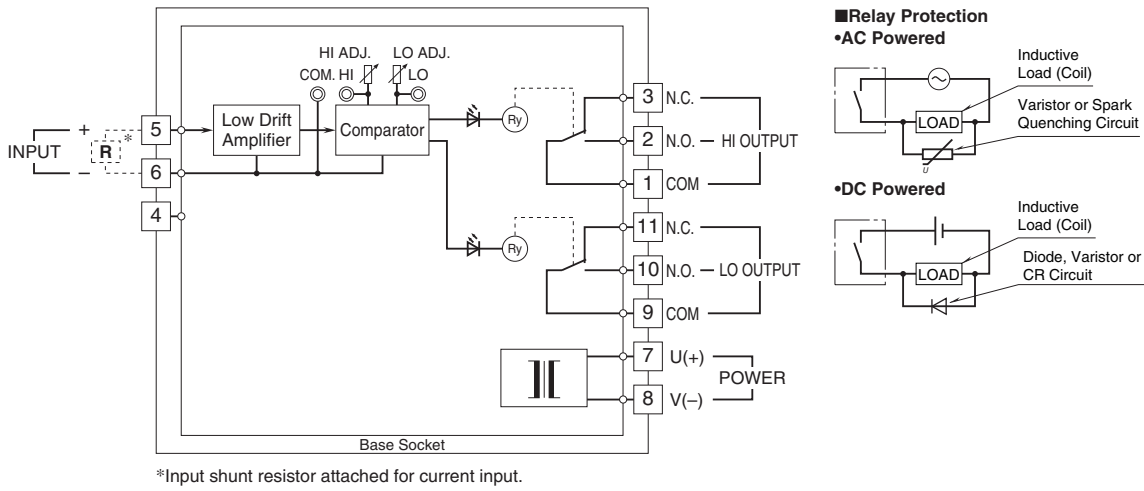 HI ADJ. LO ADJ.
COM. HI LO
Low Drift
Amplifier
Comparator
INPUT
+
–
R
*
5
6
4
Ry
Ry
3 N.C.
2 N.O. HI OUTPUT
1 COM
11 N.C.
10 N.O. LO OUTPUT
9 COM
7 U(+)
POWER
8 V(–)
Base Socket
*Input shunt resistor attached for current input.
■Relay Protection
•AC Powered
Inductive
Load (Coil)
LOAD
Varistor or Spark
Quenching Circuit
U
•DC Powered
Inductive
Load (Coil)
LOAD
Diode, Varistor or
CR Circuit